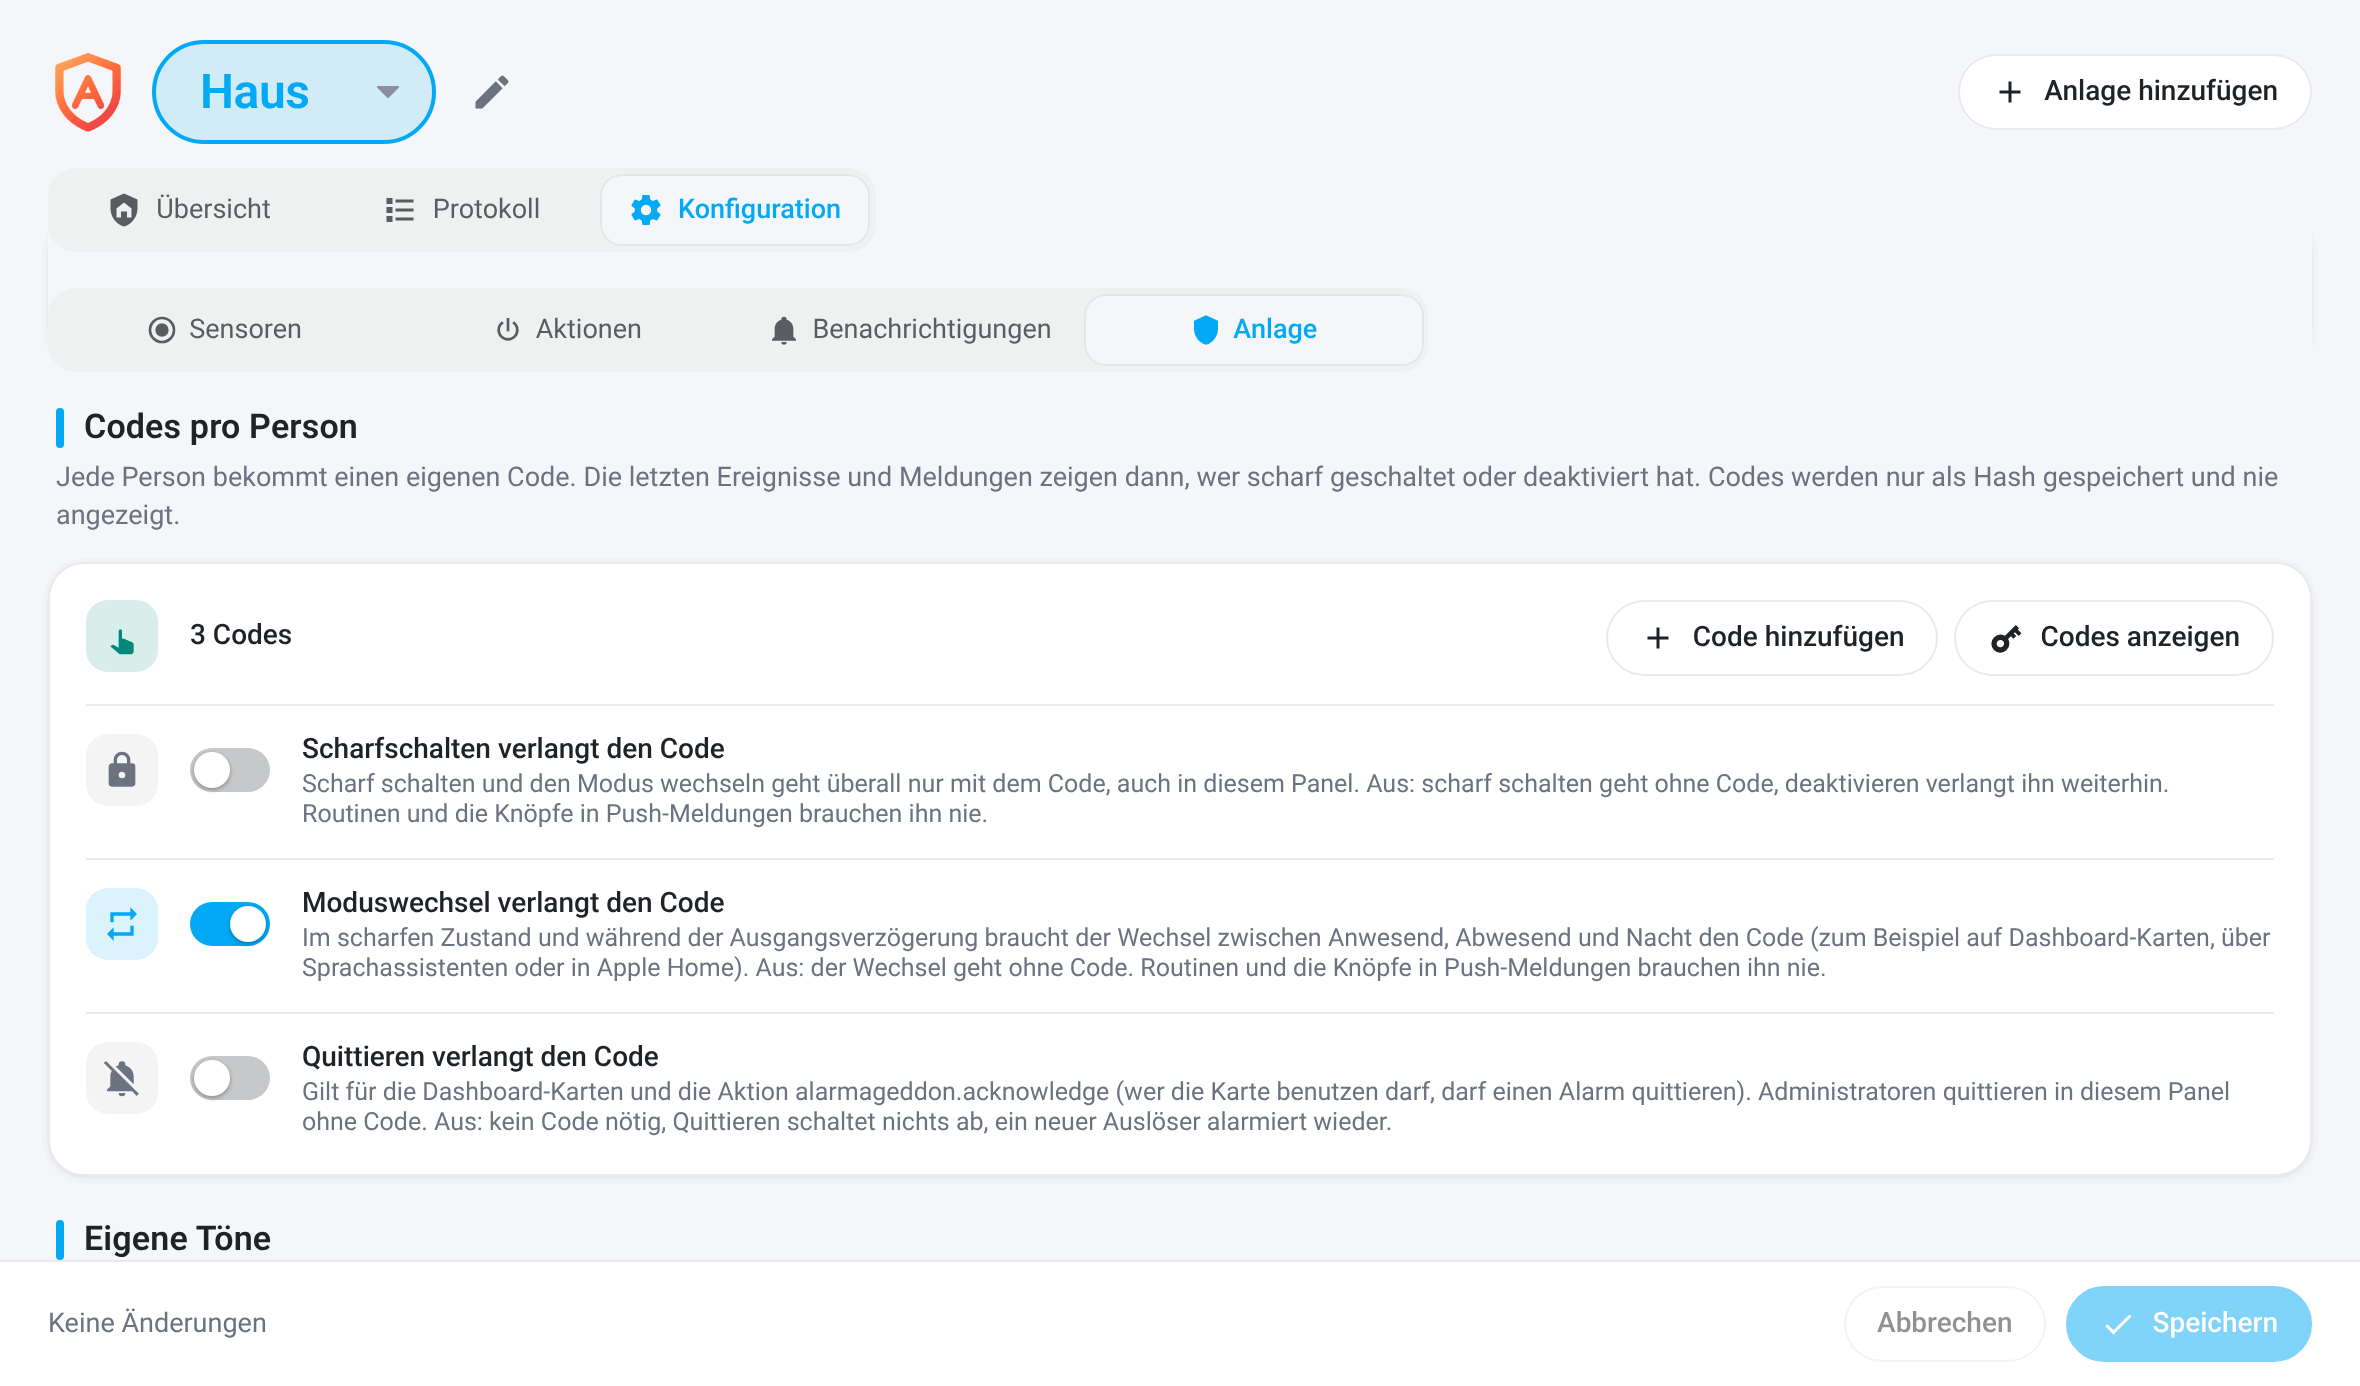 Haus
Anlage hinzufügen
Übersicht
Protokoll
Konfiguration
Sensoren
Aktionen
Benachrichtigungen
Anlage
Codes pro Person
Jede Person bekommt einen eigenen Code. Die letzten Ereignisse und Meldungen zeigen dann, wer scharf geschaltet oder deaktiviert hat. Codes werden nur als Hash gespeichert und nie
angezeigt.
3 Codes
Code hinzufügen
Codes anzeigen
Scharfschalten verlangt den Code
Scharf schalten und den Modus wechseln geht überall nur mit dem Code, auch in diesem Panel. Aus: scharf schalten geht ohne Code, deaktivieren verlangt ihn weiterhin.
Routinen und die Knöpfe in Push-Meldungen brauchen ihn nie.
Moduswechsel verlangt den Code
Im scharfen Zustand und während der Ausgangsverzögerung braucht der Wechsel zwischen Anwesend, Abwesend und Nacht den Code (zum Beispiel auf Dashboard-Karten, über
Sprachassistenten oder in Apple Home). Aus: der Wechsel geht ohne Code. Routinen und die Knöpfe in Push-Meldungen brauchen ihn nie.
Quittieren verlangt den Code
Gilt für die Dashboard-Karten und die Aktion alarmageddon.acknowledge (wer die Karte benutzen darf, darf einen Alarm quittieren). Administratoren quittieren in diesem Panel
ohne Code. Aus: kein Code nötig, Quittieren schaltet nichts ab, ein neuer Auslöser alarmiert wieder.
Eigene Töne
Keine Änderungen
Abbrechen
Speichern